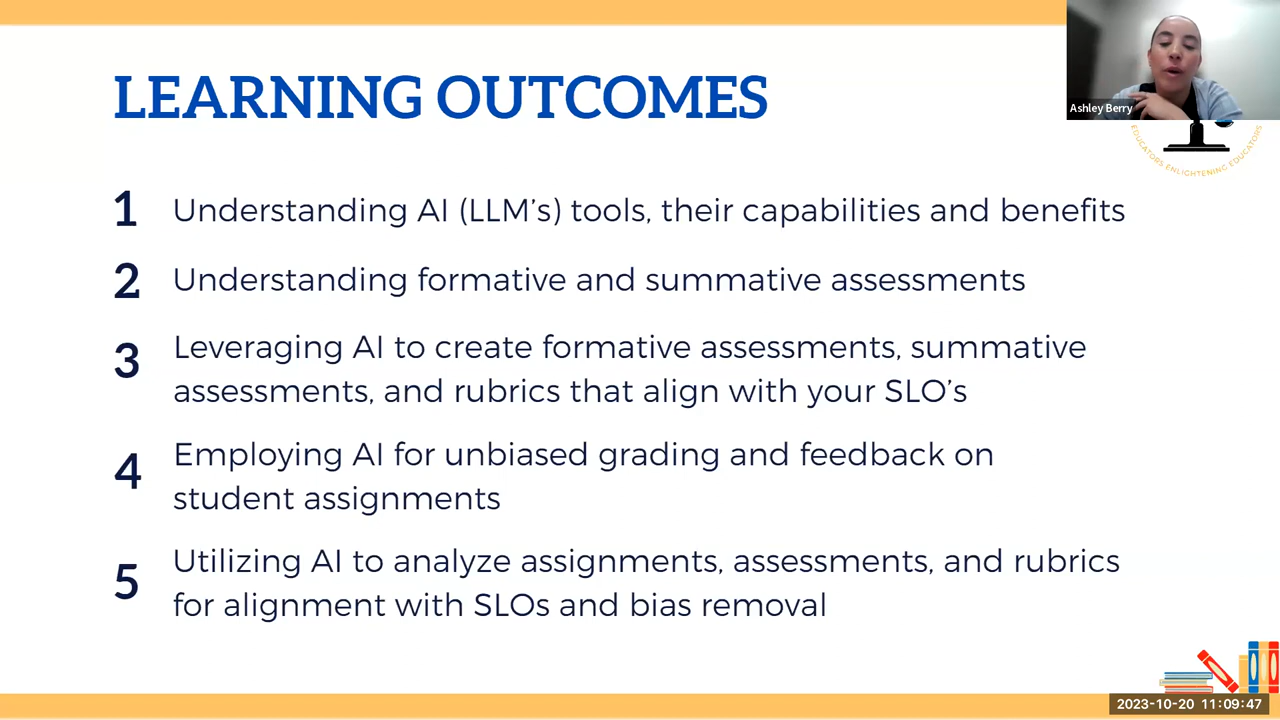 LEARNING OUTCOMES
Ashley Berry
EDUCATORS ENLIGHTENING EDUCATORS
1 Understanding AI (LLM’s) tools, their capabilities and benefits
2 Understanding formative and summative assessments
3 Leveraging AI to create formative assessments, summative
assessments, and rubrics that align with your SLO’s
4 Employing AI for unbiased grading and feedback on
student assignments
5 Utilizing AI to analyze assignments, assessments, and rubrics
for alignment with SLOs and bias removal
2023-10-20 11:09:47